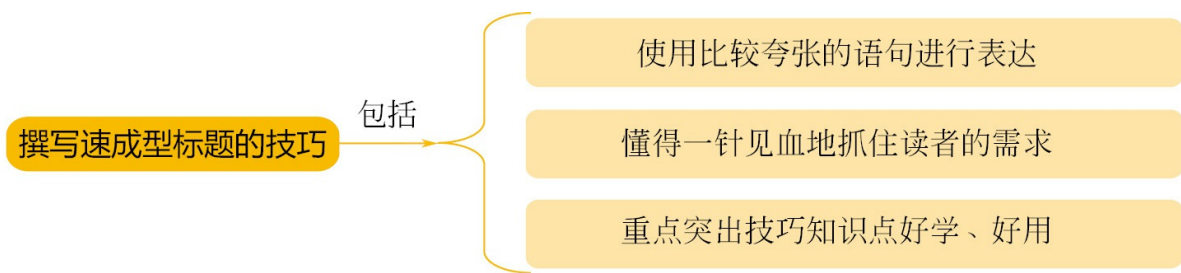 撰写速成型标题的技巧
包括
使用比较夸张的语句进行表达
懂得一针见血地抓住读者的需求
重点突出技巧知识点好学、好用